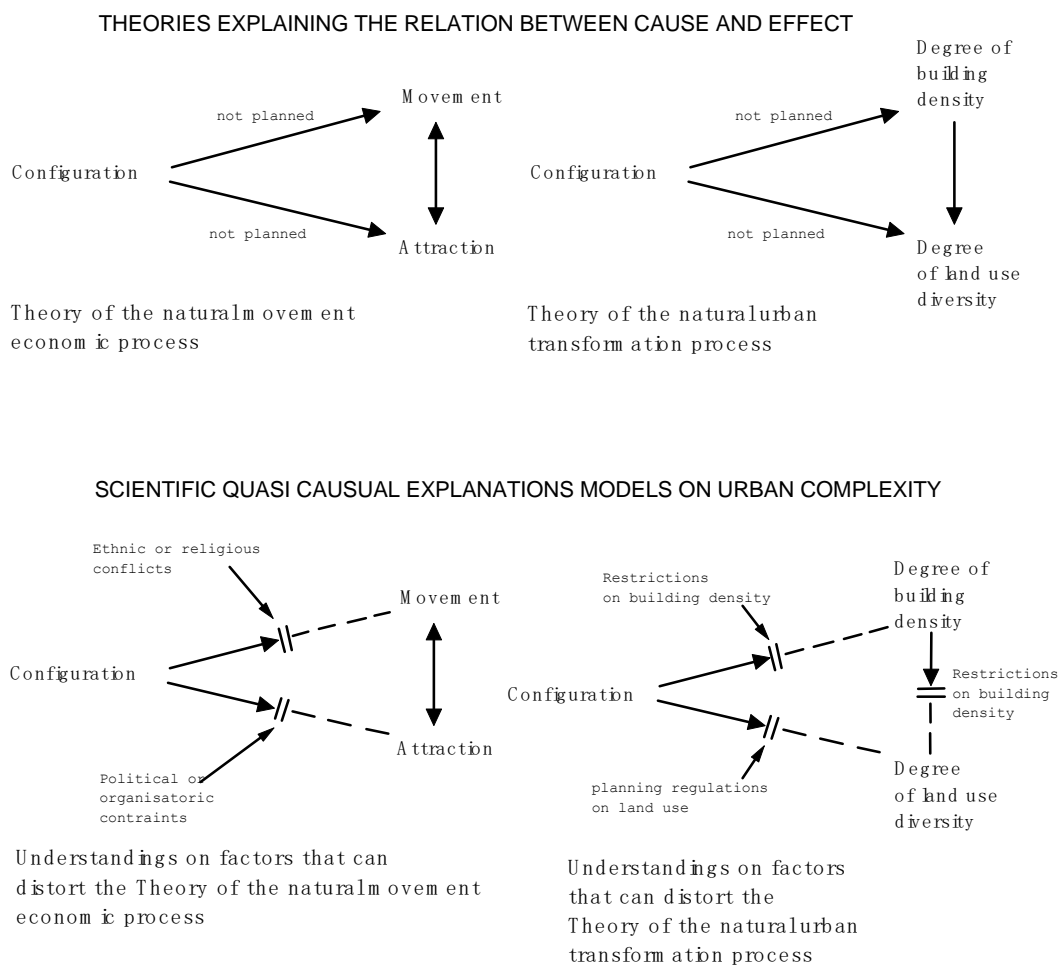 THEORIES EXPLAINING THE RELATION BETWEEN CAUSE AND EFFECT
Movement
not planned
Configuration
not planned
Attraction
Theory of the natural movement
economic process
Degree of
building
density
not planned
Configuration
not planned
Degree
of land use
diversity
Theory of the natural urban
transformation process
SCIENTIFIC QUASI CAUSUAL EXPLANATIONS MODELS ON URBAN COMPLEXITY
Ethnic or religious
conflicts
Movement
Configuration
Attraction
Political or
organisatoric
contraints
Understandings on factors that can
distort the Theory of the natural movement
economic process
Degree of
building
density
Restrictions
on building density
Configuration
Restrictions
on building
density
planning regulations
on land use
Degree
of land use
diversity
Understandings on factors
that can distort the
Theory of the natural urban
transformation process